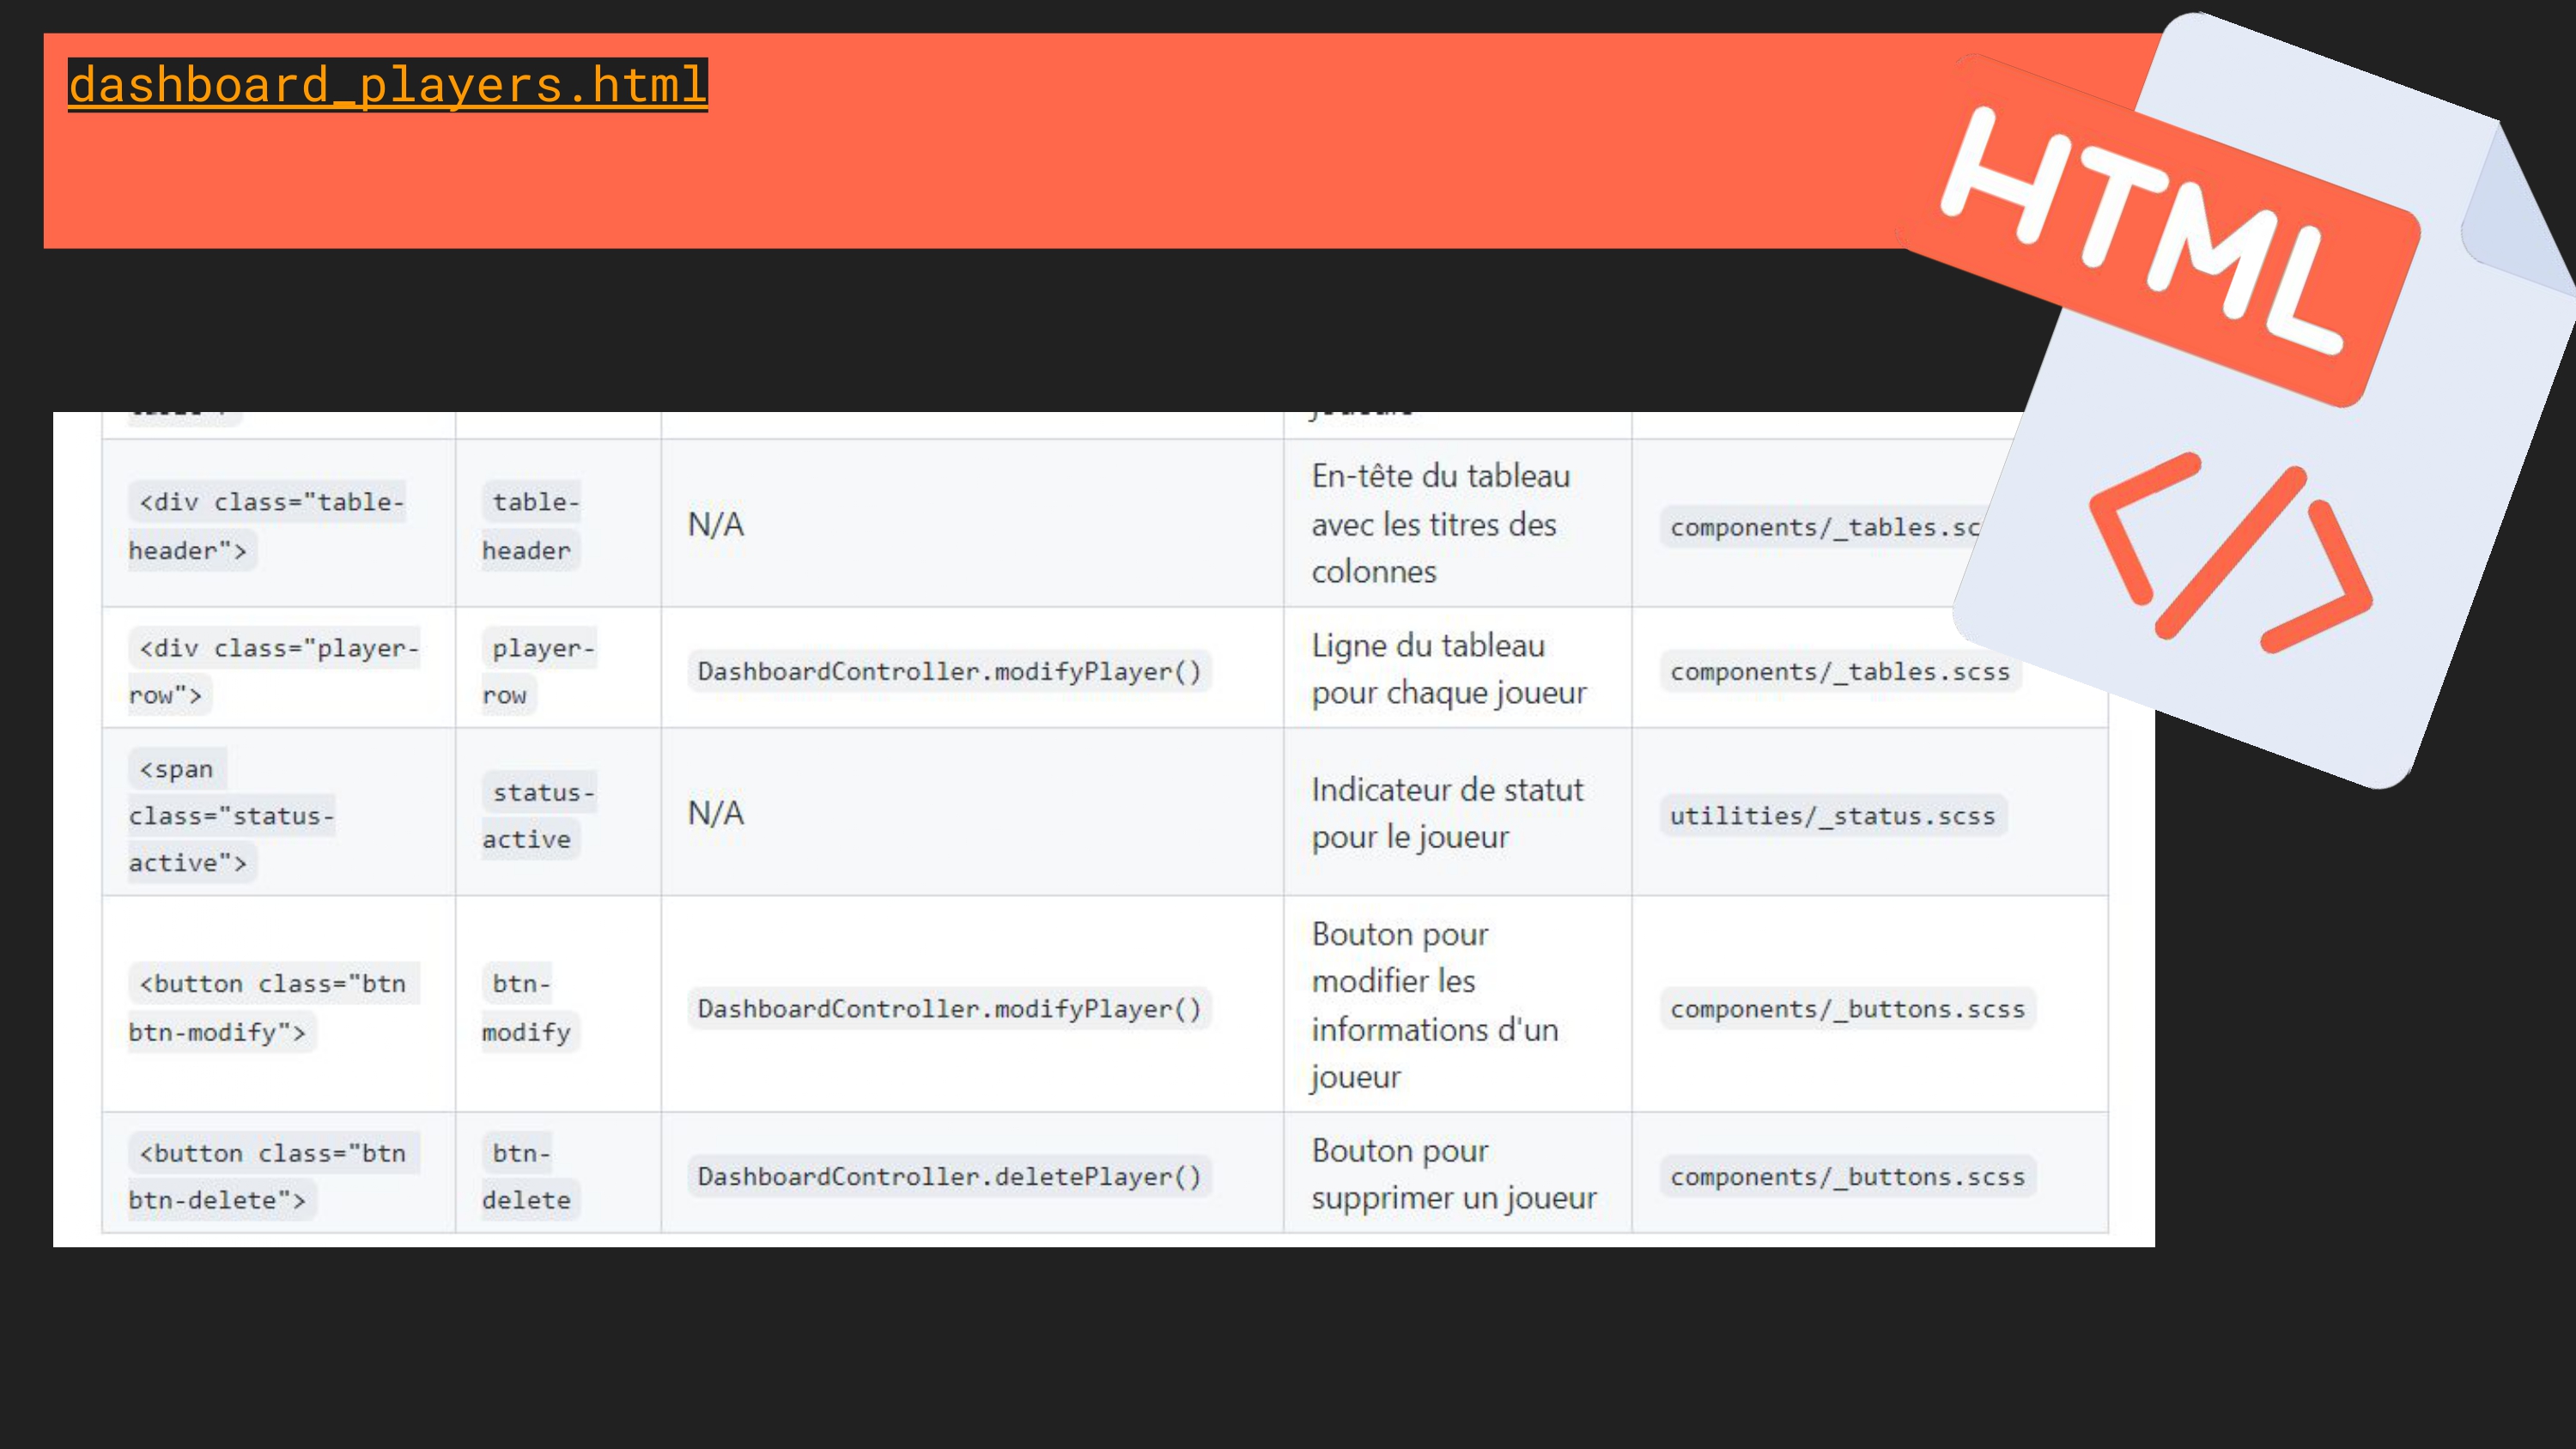 dashboard_players.html
HTML
</>
<div class="table-
header">
table-
header
N/A
En-tête du tableau
avec les titres des
colonnes
components/_tables.sc
<div class="player-
row">
player-
row
DashboardController.modifyPlayer()
Ligne du tableau
pour chaque joueur
components/_tables.scss
<span
class="status-
active">
status-
active
N/A
Indicateur de statut
pour le joueur
utilities/_status.scss
<button class="btn
btn-modify">
btn-
modify
DashboardController.modifyPlayer()
Bouton pour
modifier les
informations d'un
joueur
components/_buttons.scss
<button class="btn
btn-delete">
btn-
delete
DashboardController.deletePlayer()
Bouton pour
supprimer un joueur
components/_buttons.scss